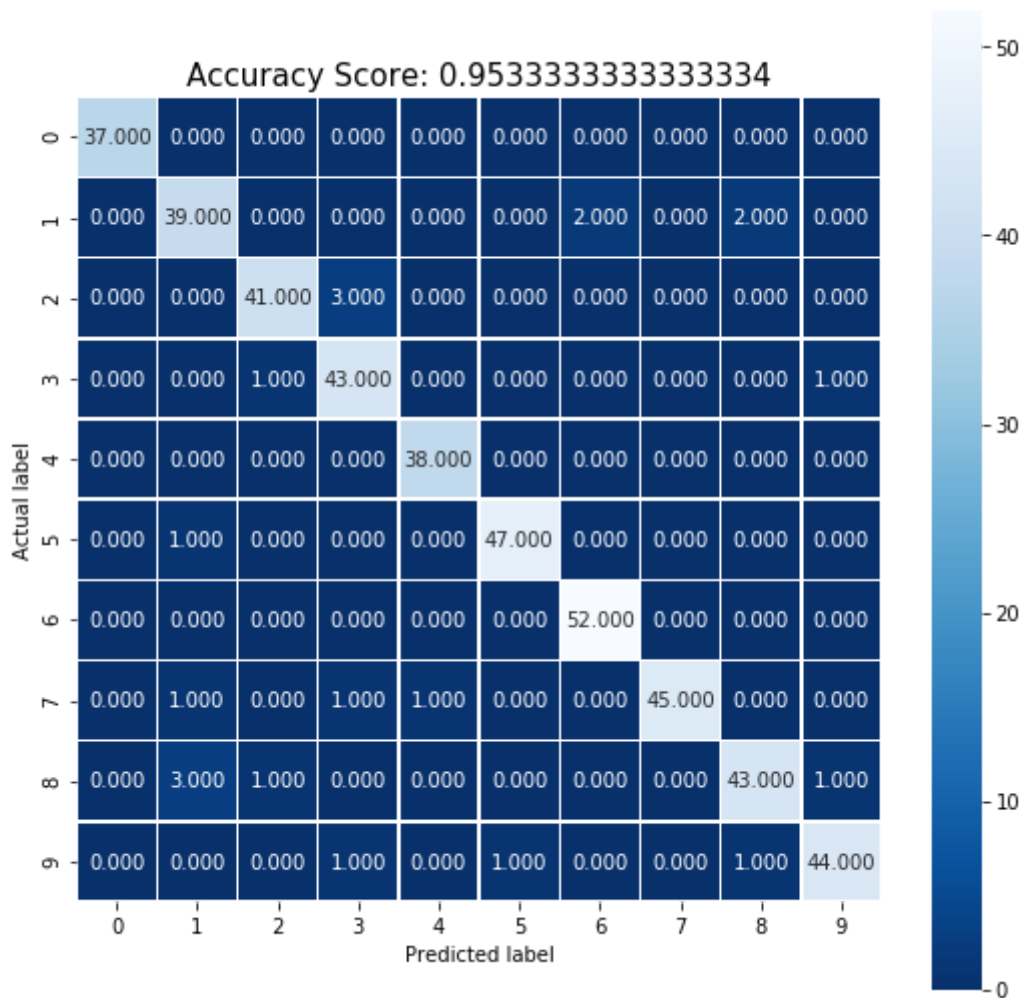 Accuracy Score: 0.9533333333333334
50
40
30
20
10
0
Actual label
0 37.000 0.000 0.000 0.000 0.000 0.000 0.000 0.000 0.000 0.000
1 0.000 39.000 0.000 0.000 0.000 0.000 2.000 0.000 2.000 0.000
2 0.000 0.000 41.000 3.000 0.000 0.000 0.000 0.000 0.000 0.000
3 0.000 0.000 1.000 43.000 0.000 0.000 0.000 0.000 0.000 1.000
4 0.000 0.000 0.000 0.000 38.000 0.000 0.000 0.000 0.000 0.000
5 0.000 1.000 0.000 0.000 0.000 47.000 0.000 0.000 0.000 0.000
6 0.000 0.000 0.000 0.000 0.000 0.000 52.000 0.000 0.000 0.000
7 0.000 1.000 0.000 1.000 1.000 0.000 0.000 45.000 0.000 0.000
8 0.000 3.000 1.000 0.000 0.000 0.000 0.000 0.000 43.000 1.000
9 0.000 0.000 0.000 1.000 0.000 1.000 0.000 0.000 1.000 44.000
0 1 2 3 4 5 6 7 8 9
Predicted label